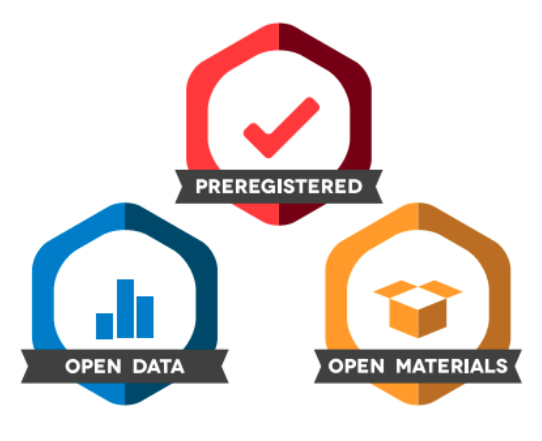 PREREGISTERED
OPEN DATA
OPEN MATERIALS